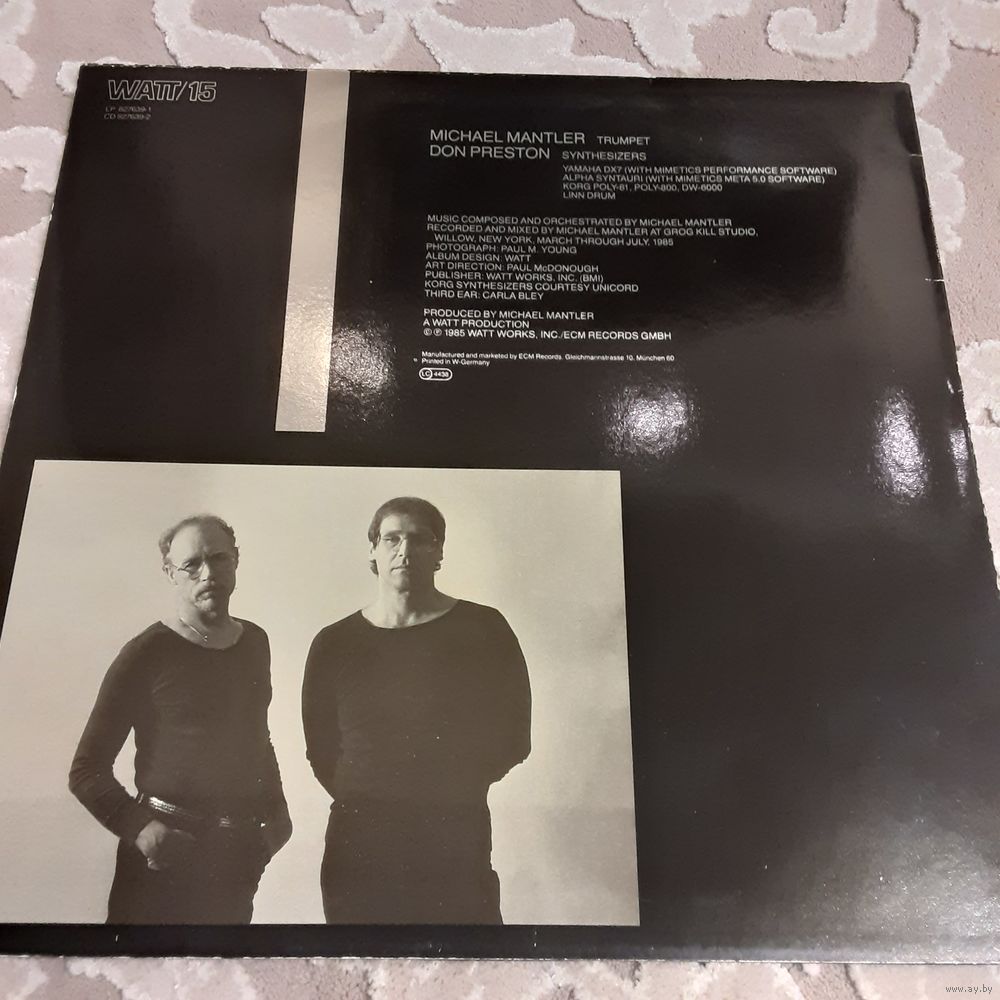 WATT/15
LP 827639-1
CD 827639-2
MICHAEL MANTLER TRUMPET
DON PRESTON SYNTHESIZERS
YAMAHA DX7 (WITH MIMETICS PERFORMANCE SOFTWARE)
ALPHA SYNTAURI (WITH MIMETICS META 5.0 SOFTWARE)
KORG POLY-61, POLY-800, DW-6000
LINN DRUM
MUSIC COMPOSED AND ORCHESTRATED BY MICHAEL MANTLER
RECORDED AND MIXED BY MICHAEL MANTLER AT GROG KILL STUDIO,
WILLOW, NEW YORK, MARCH THROUGH JULY, 1985
PHOTOGRAPH: PAUL M. YOUNG
ALBUM DESIGN: WATT
ART DIRECTION: PAUL McDONOUGH
PUBLISHER: WATT WORKS, INC. (BMI)
KORG SYNTHESIZERS COURTESY UNICORD
THIRD EAR: CARLA BLEY
PRODUCED BY MICHAEL MANTLER
A WATT PRODUCTION
© ℗ 1985 WATT WORKS, INC./ECM RECORDS GMBH
Manufactured and marketed by ECM Records, Gleichmannstrasse 10, München 60
Printed in W-Germany
LC 4438
www.ay.by